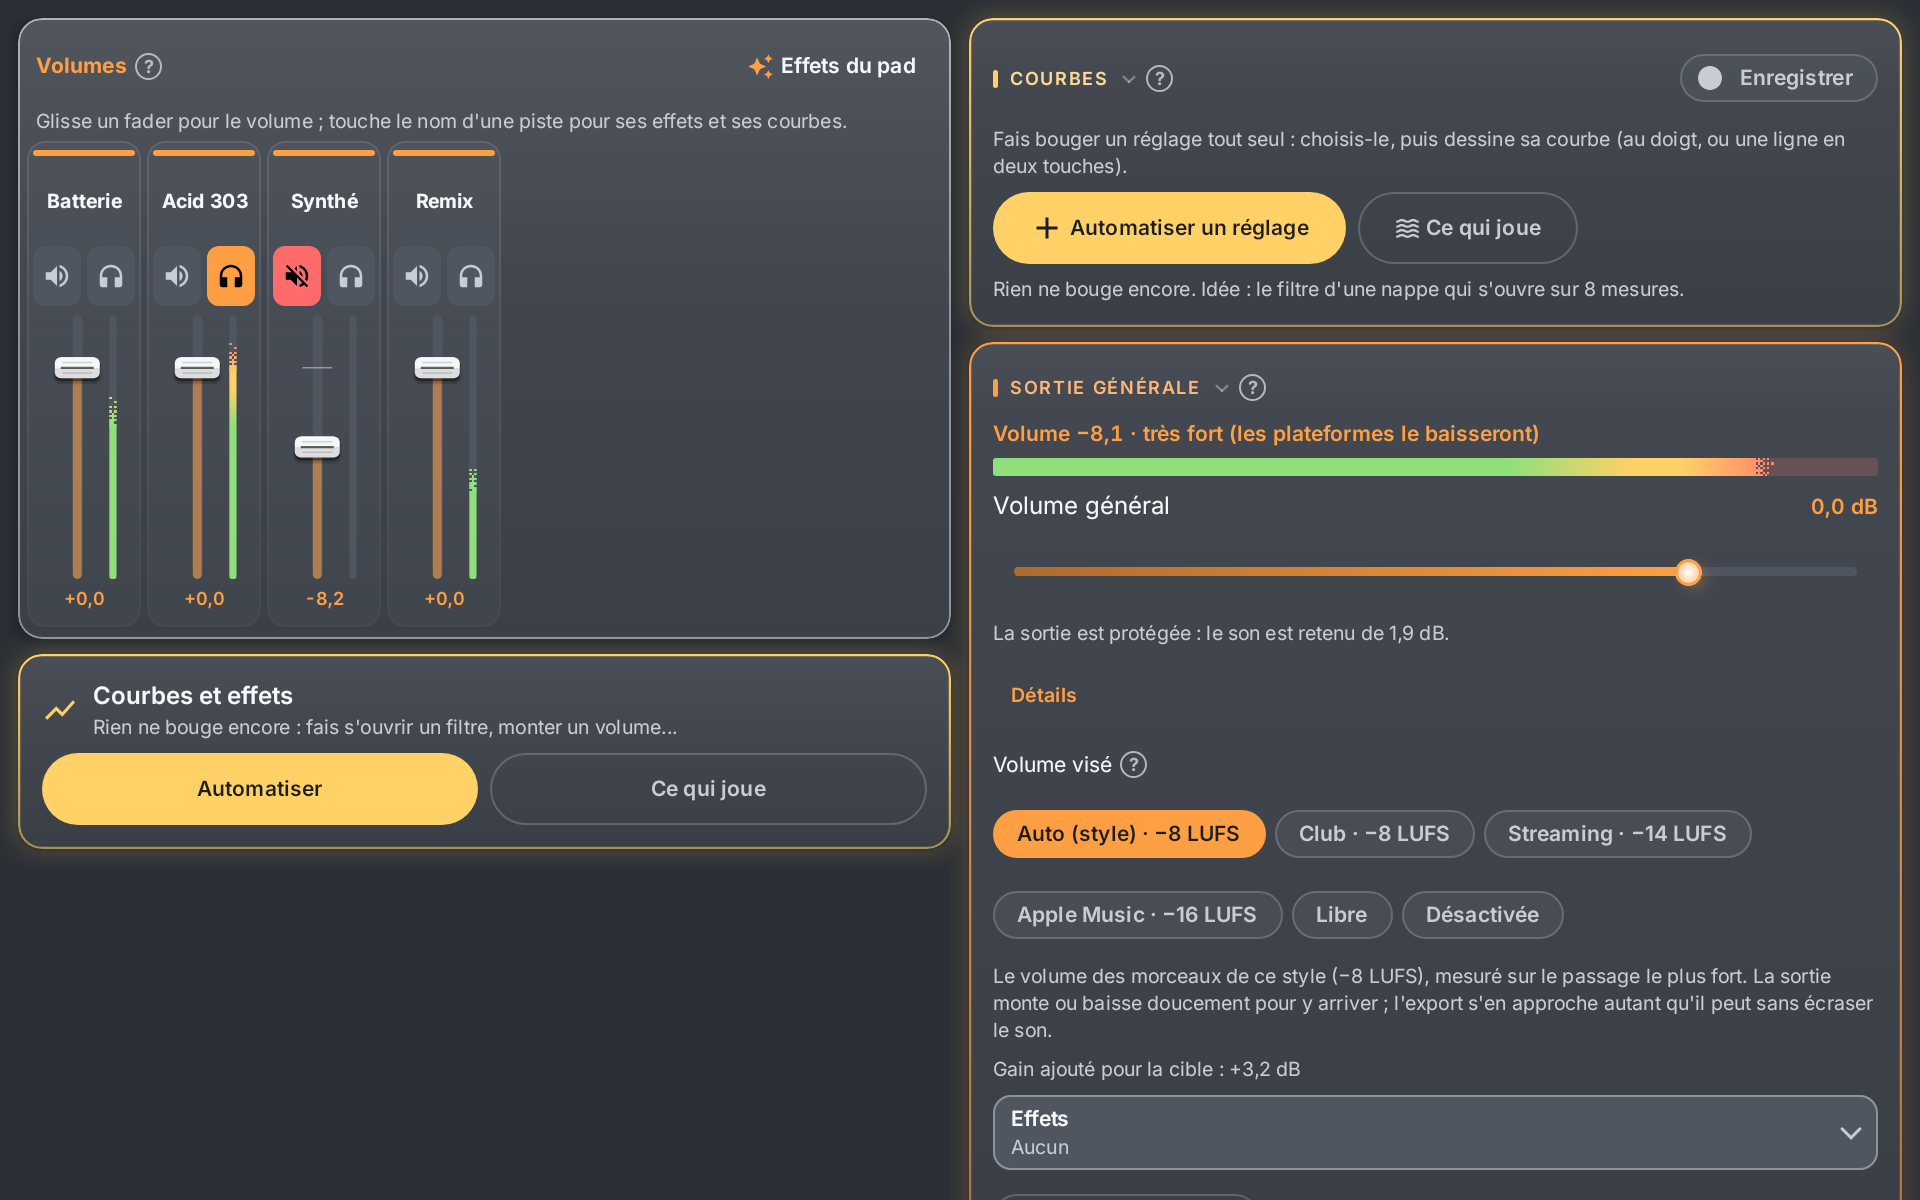 Volumes ?
Effets du pad
Glisse un fader pour le volume ; touche le nom d'une piste pour ses effets et ses courbes.
Batterie
Acid 303
Synthé
Remix
+0,0
+0,0
-8,2
+0,0
Courbes et effets
Rien ne bouge encore : fais s'ouvrir un filtre, monter un volume...
Automatiser
Ce qui joue
COURBES ?
Enregistrer
Fais bouger un réglage tout seul : choisis-le, puis dessine sa courbe (au doigt, ou une ligne en
deux touches).
Automatiser un réglage
Ce qui joue
Rien ne bouge encore. Idée : le filtre d'une nappe qui s'ouvre sur 8 mesures.
SORTIE GÉNÉRALE ?
Volume −8,1 · très fort (les plateformes le baisseront)
Volume général
0,0 dB
La sortie est protégée : le son est retenu de 1,9 dB.
Détails
Volume visé ?
Auto (style) · −8 LUFS
Club · −8 LUFS
Streaming · −14 LUFS
Apple Music · −16 LUFS
Libre
Désactivée
Le volume des morceaux de ce style (−8 LUFS), mesuré sur le passage le plus fort. La sortie
monte ou baisse doucement pour y arriver ; l'export s'en approche autant qu'il peut sans écraser
le son.
Gain ajouté pour la cible : +3,2 dB
Effets
Aucun